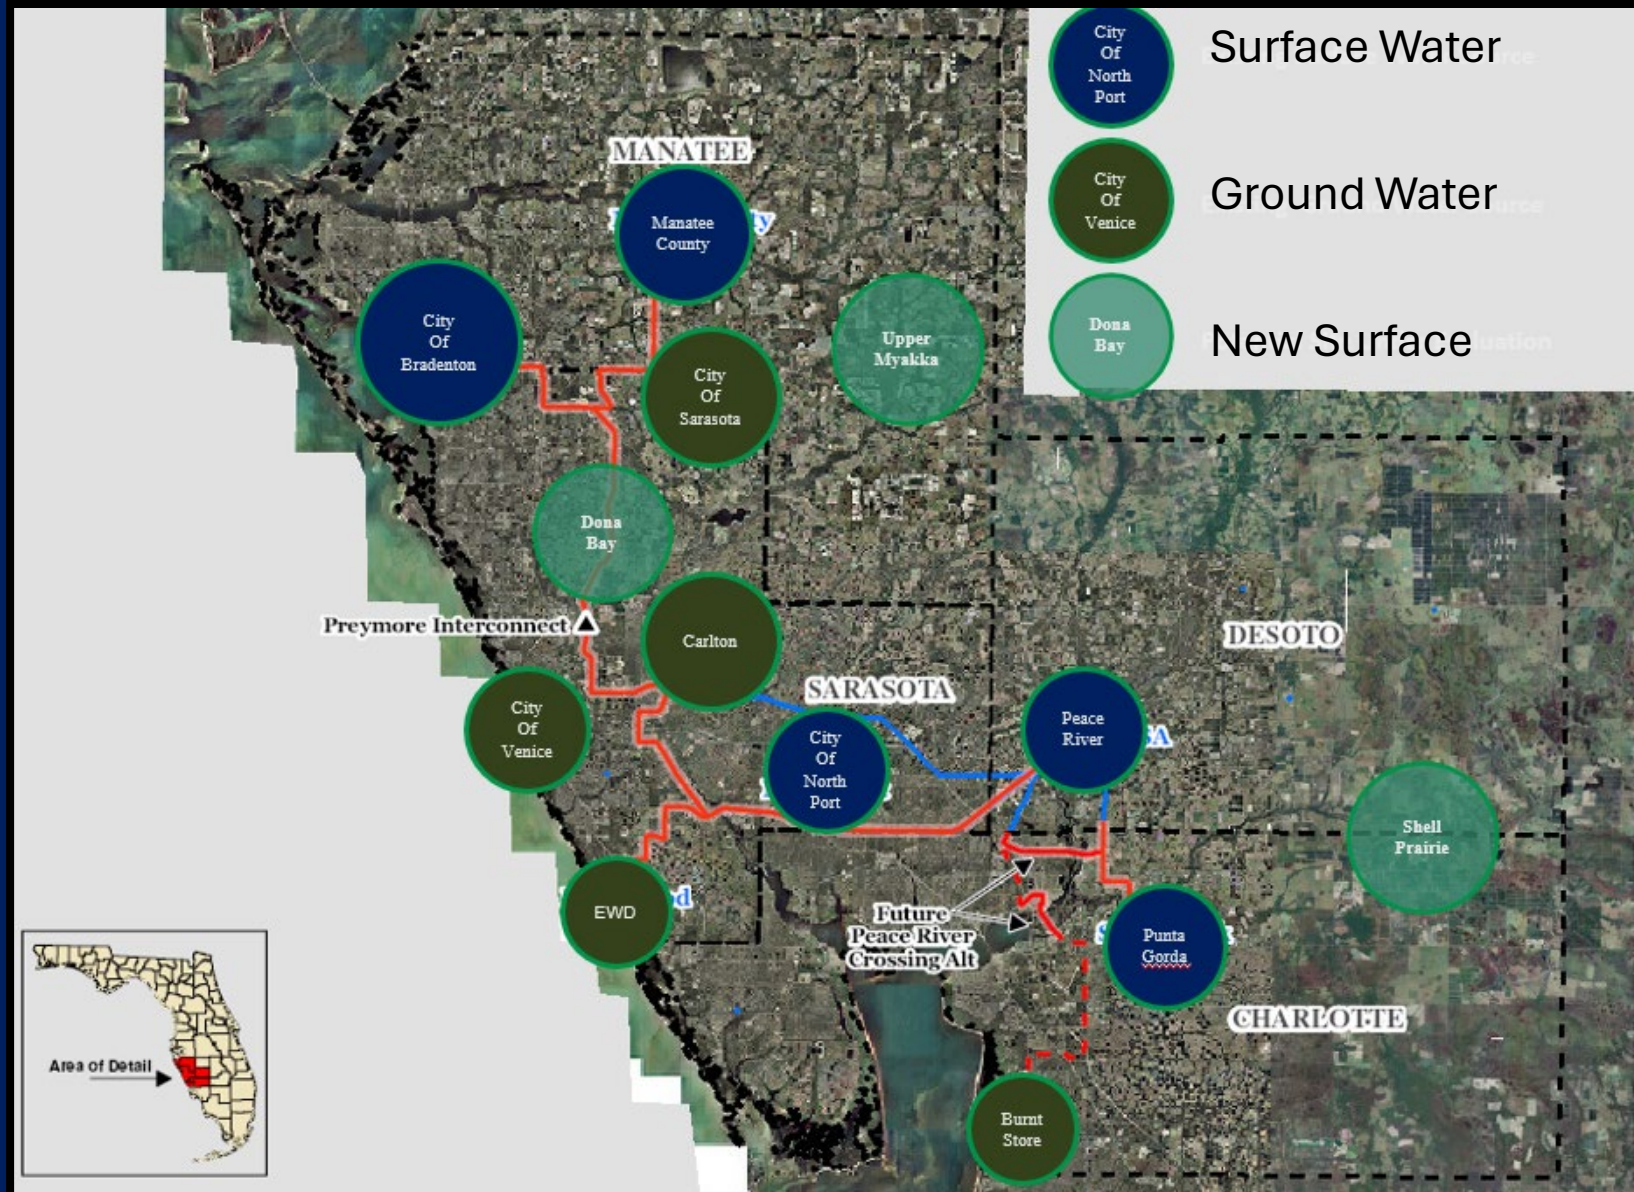 City
Of
North
Port
Surface Water
City
Of
Venice
Ground Water
Dona
Bay
New Surface
MANATEE
Manatee
County
City
Of
Bradenton
City
Of
Sarasota
Upper
Myakka
Dona
Bay
Preymore Interconnect
Carlton
DESOTO
SARASOTA
City
Of
Venice
City
Of
North
Port
Peace
River
Shell
Prairie
EWD
Future
Peace River
Crossing Alt
Punta
Gorda
CHARLOTTE
Area of Detail
Burnt
Store